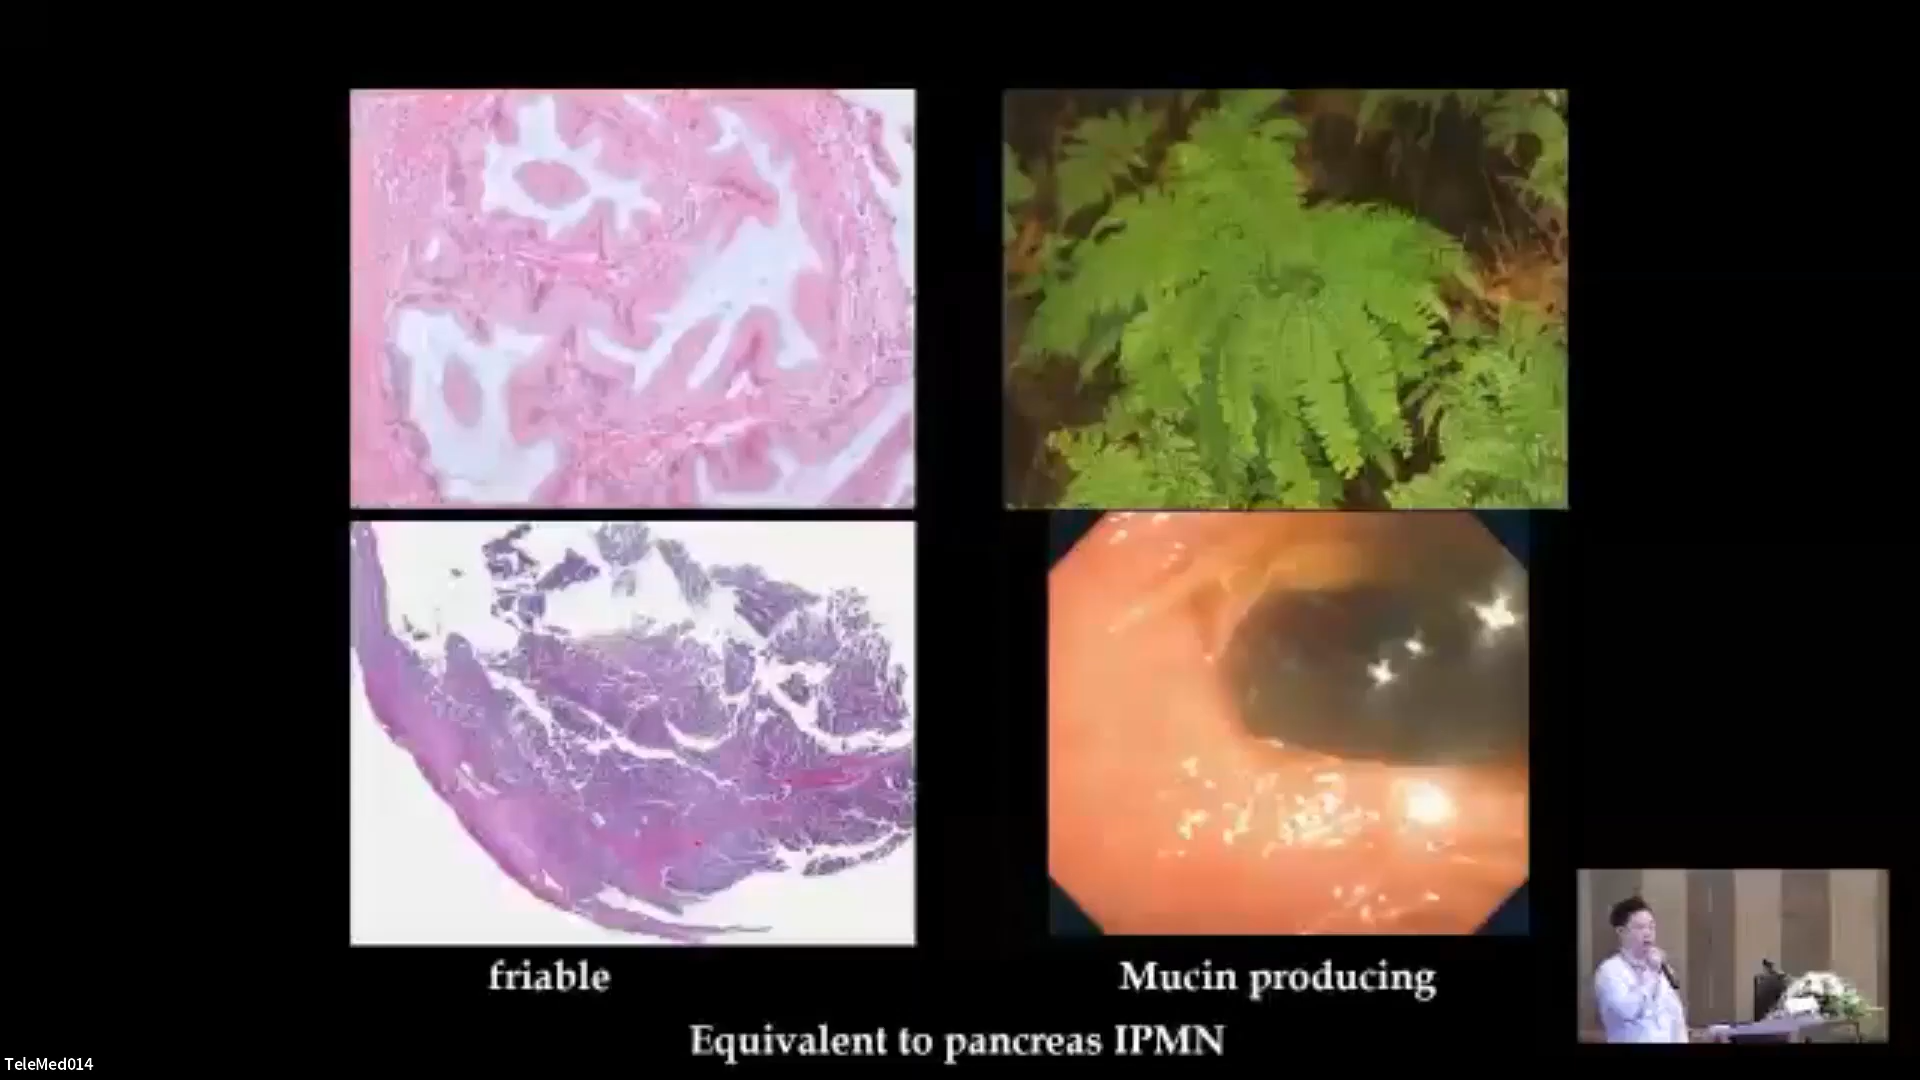 friable
Mucin producing
Equivalent to pancreas IPMN
TeleMed014